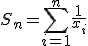 S_n = \sum_{i=1}^{n} \frac{1}{x_i}